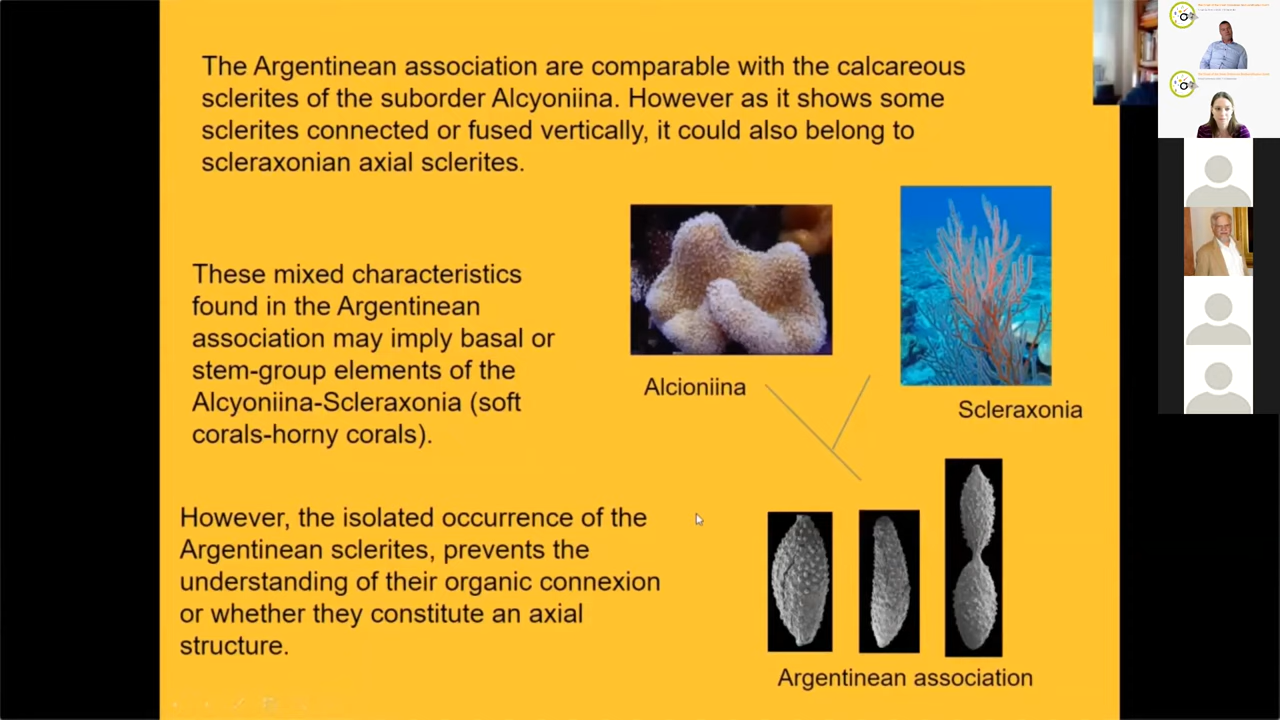 The Argentinean association are comparable with the calcareous
sclerites of the suborder Alcyoniina. However as it shows some
sclerites connected or fused vertically, it could also belong to
scleraxonian axial sclerites.
These mixed characteristics
found in the Argentinean
association may imply basal or
stem-group elements of the
Alcyoniina-Scleraxonia (soft
corals-horny corals).
Alcioniina
Scleraxonia
However, the isolated occurrence of the
Argentinean sclerites, prevents the
understanding of their organic connexion
or whether they constitute an axial
structure.
Argentinean association